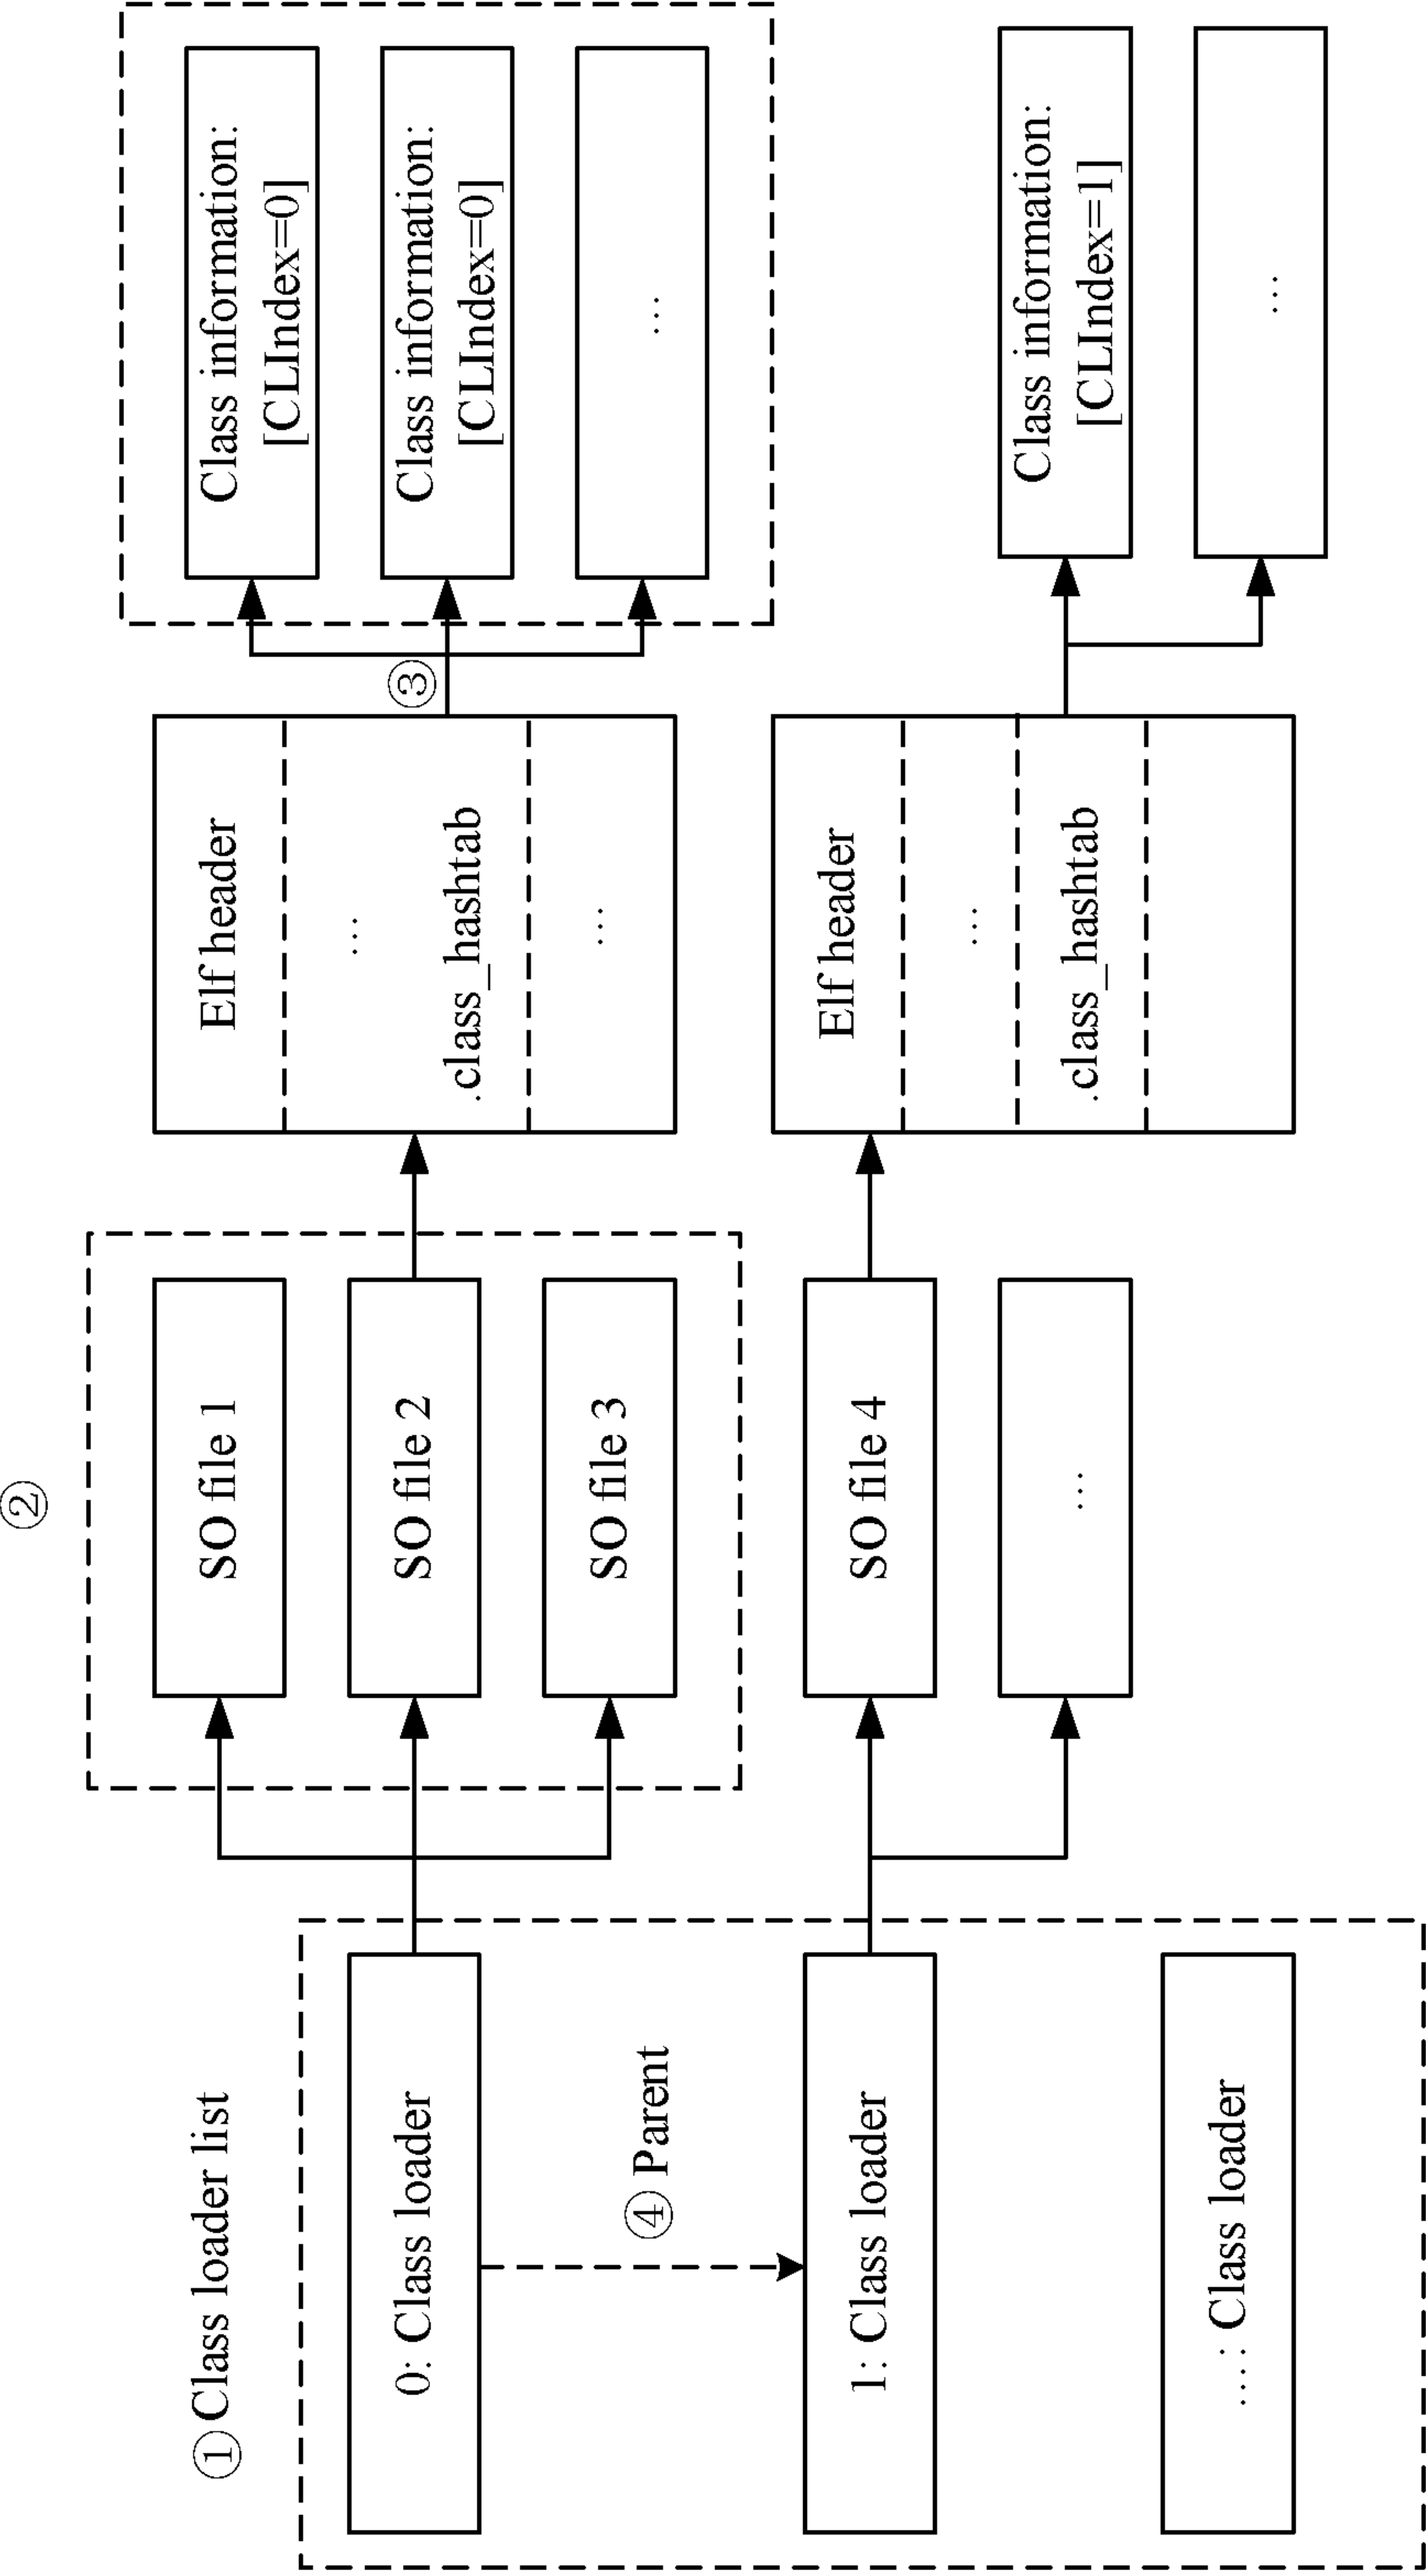 ① Class loader list
0: Class loader
④ Parent
1: Class loader
…: Class loader
②
SO file 1
SO file 2
SO file 3
SO file 4
…
Elf header
…
.class_hashtab
…
Elf header
…
.class_hashtab
③
Class information:
[CLIndex=0]
Class information:
[CLIndex=0]
…
Class information:
[CLIndex=1]
…